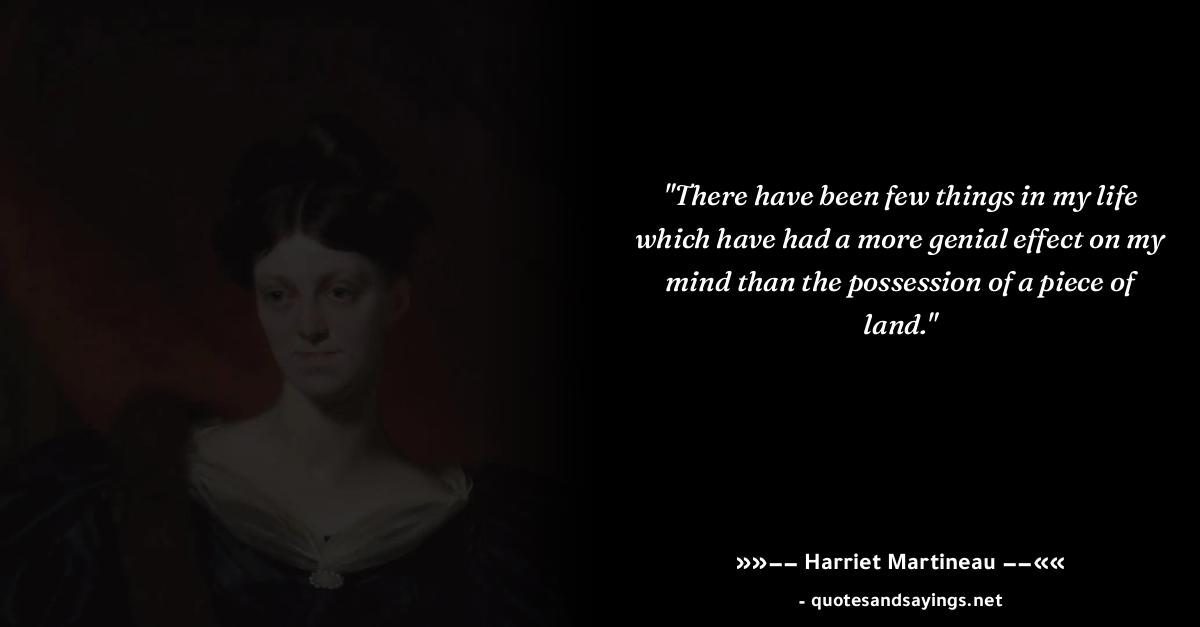 "There have been few things in my life
which have had a more genial effect on my
mind than the possession of a piece of
land."
»»−− Harriet Martineau −−««
- quotesandsayings.net